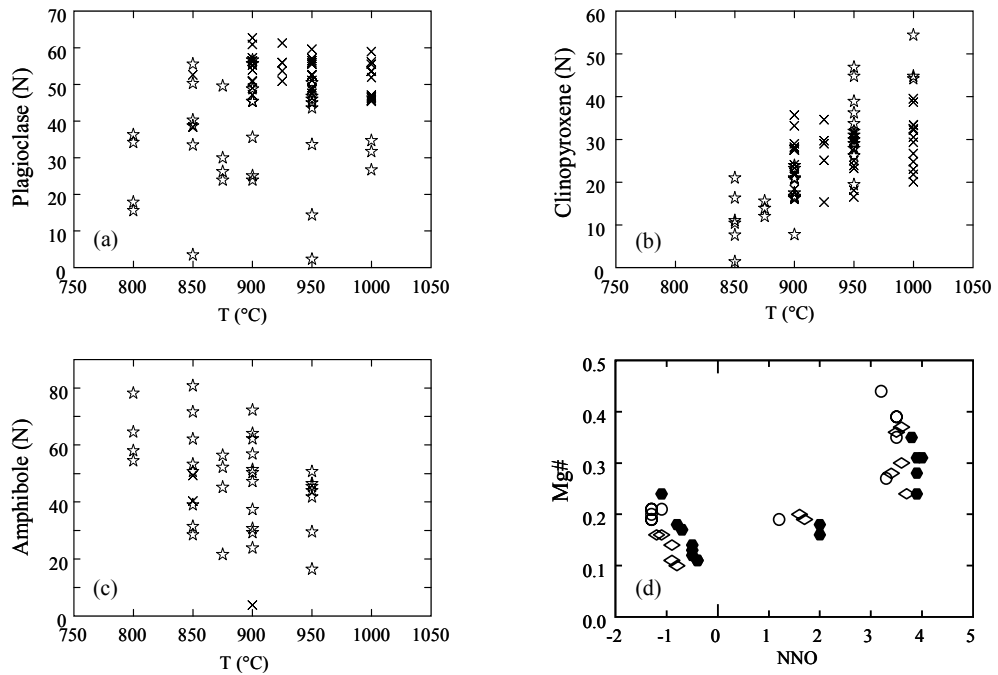 70
60
50
40
30
20
10
0
Plagioclase (N)
(a)
750 800 850 900 950 1000 1050
T (°C)
60
50
40
30
20
10
0
Clinopyroxene (N)
(b)
750 800 850 900 950 1000 1050
T (°C)
80
60
40
20
0
Amphibole (N)
(c)
750 800 850 900 950 1000 1050
T (°C)
0.5
0.4
0.3
0.2
0.1
0.0
Mg#
(d)
-2 -1 0 1 2 3 4 5
NNO